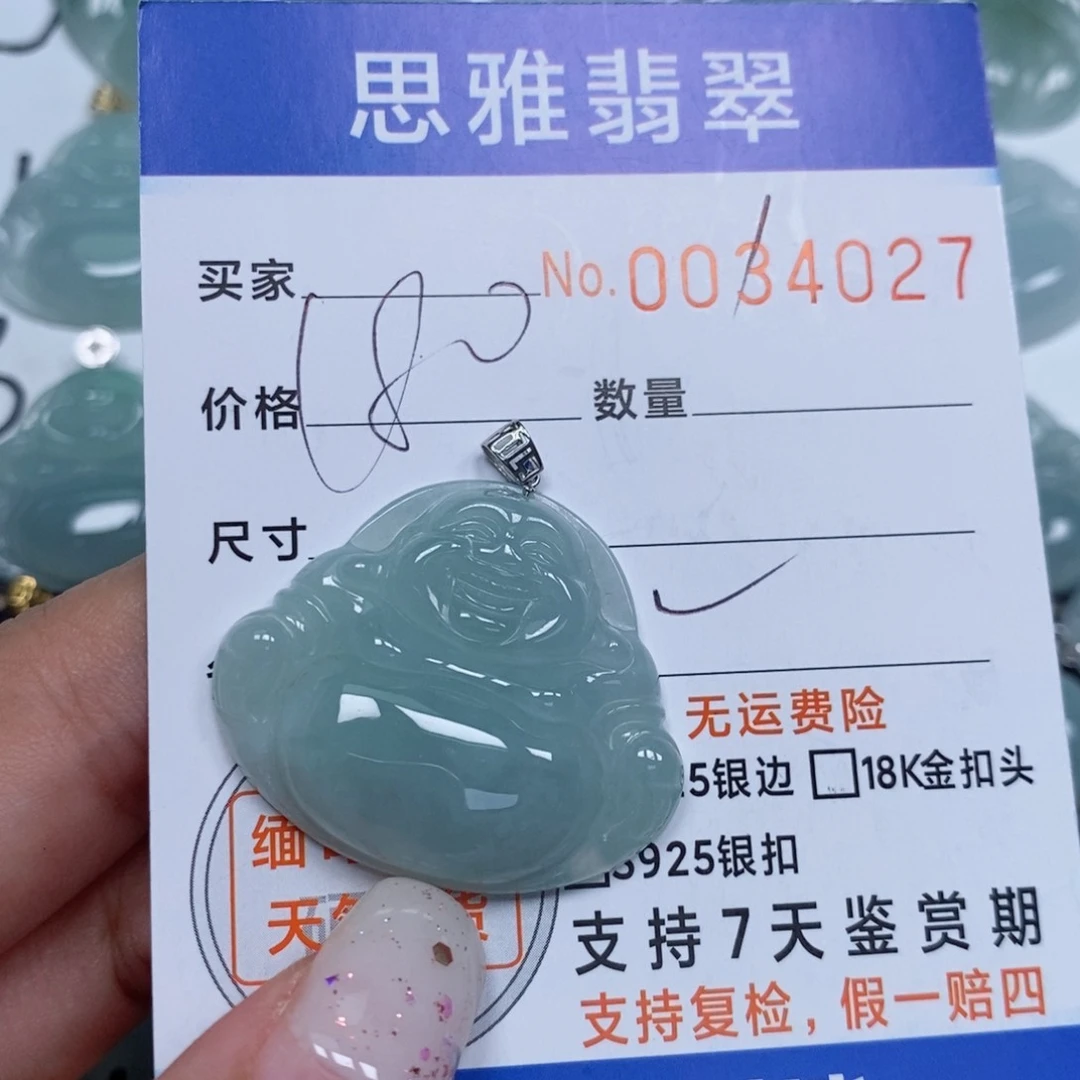 思雅翡翠
买家 No.0034027
价格 数量
尺寸
无运费险
5银边 18K金扣头
S925银扣
缅
天
货
支持7天鉴赏期
支持复检,假一赔四